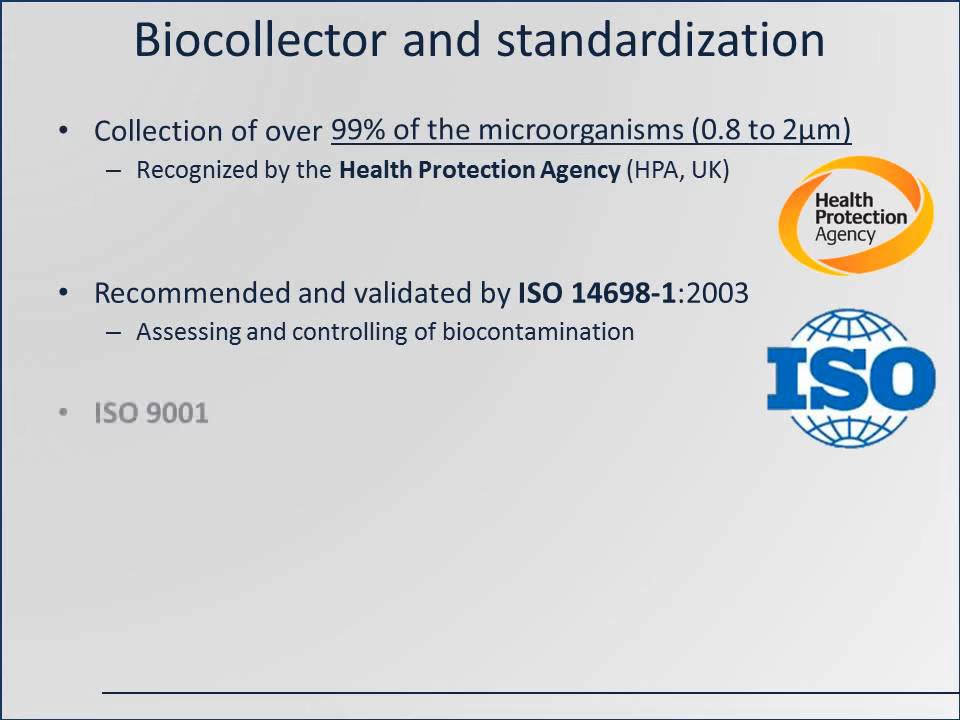 Biocollector and standardization
• Collection of over 99% of the microorganisms (0.8 to 2µm)
– Recognized by the Health Protection Agency (HPA, UK)
Health
Protection
Agency
• Recommended and validated by ISO 14698-1:2003
– Assessing and controlling of biocontamination
ISO
• ISO 9001